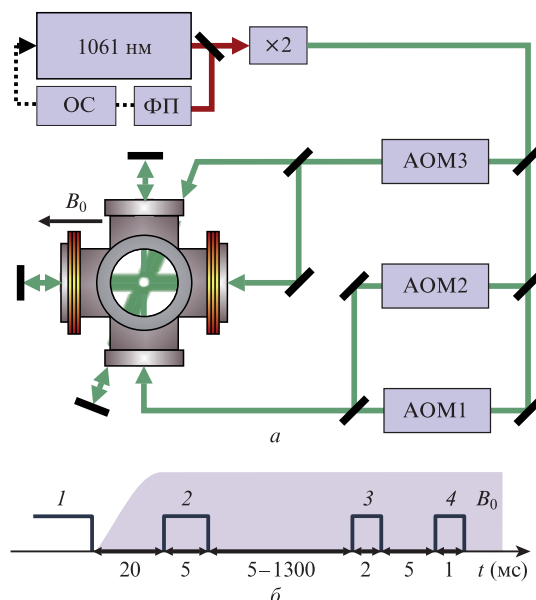 1061 нм
×2
ОС
ФП
АОМ3
B₀
АОМ2
АОМ1
а
1 2 3 4 B₀
20 5 5–1300 2 5 1 t (мс)
б